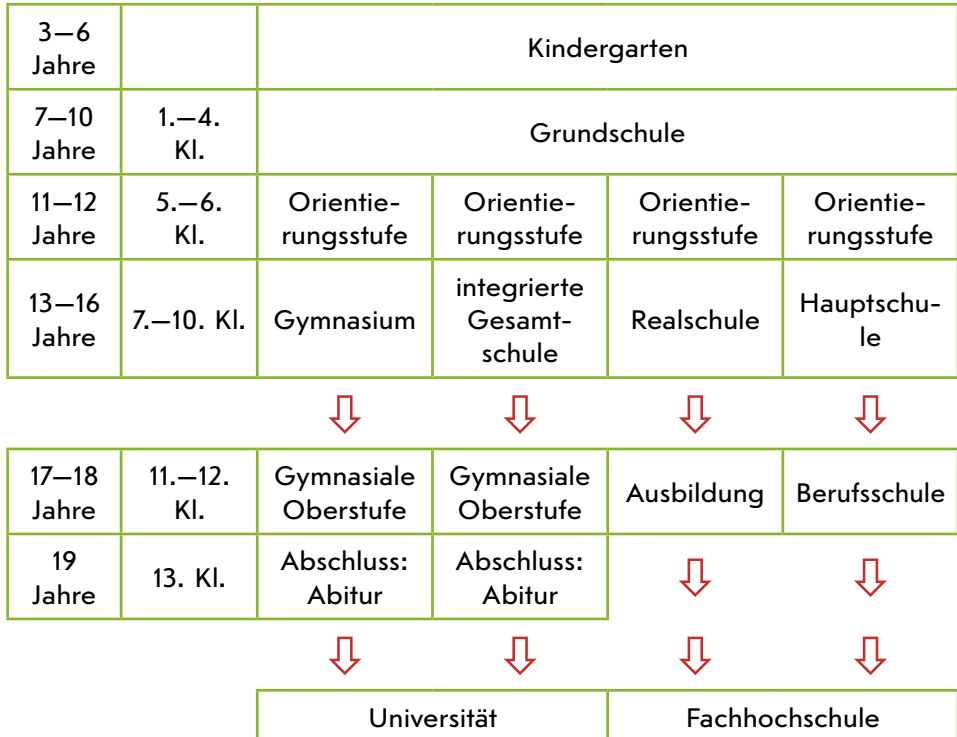 3—6
Jahre
Kindergarten
7—10
Jahre
1.—4.
Kl.
Grundschule
11—12
Jahre
5.—6.
Kl.
Orientie-
rungsstufe
Orientie-
rungsstufe
Orientie-
rungsstufe
Orientie-
rungsstufe
13—16
Jahre
7.—10. Kl.
Gymnasium
integrierte
Gesamt-
schule
Realschule
Hauptschu-
le
17—18
Jahre
11.—12.
Kl.
Gymnasiale
Oberstufe
Gymnasiale
Oberstufe
Ausbildung
Berufsschule
19
Jahre
13. Kl.
Abschluss:
Abitur
Abschluss:
Abitur
Universität
Fachhochschule